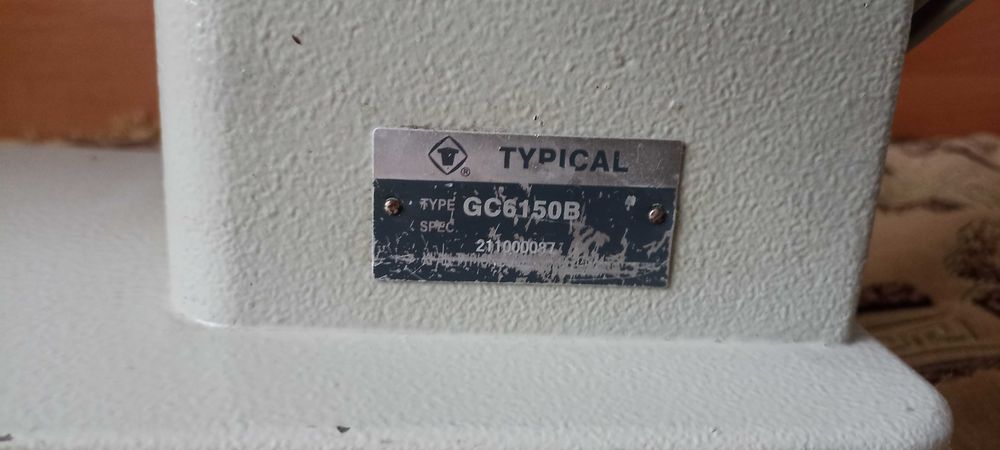 TYPICAL
®
TYPE GC6150B
SPEC.
211000087